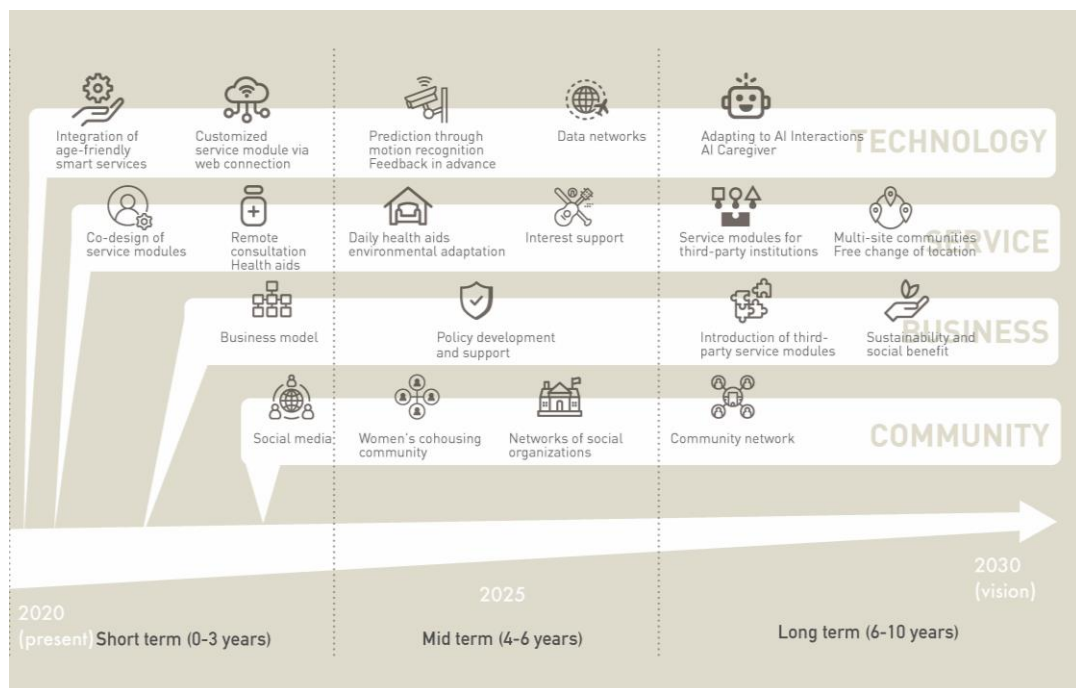 Integration of
age-friendly
smart services
Customized
service module via
web connection
Prediction through
motion recognition
Feedback in advance
Data networks
Adapting to AI Interactions
AI Caregiver
TECHNOLOGY
Co-design of
service modules
Remote
consultation
Health aids
Daily health aids
environmental adaptation
Interest support
Service modules for
third-party institutions
Multi-site communities
Free change of location
SERVICE
Business model
Policy development
and support
Introduction of third-
party service modules
Sustainability and
social benefit
BUSINESS
Social media
Women's cohousing
community
Networks of social
organizations
Community network
COMMUNITY
2020
(present)
Short term (0-3 years)
2025
Mid term (4-6 years)
2030
(vision)
Long term (6-10 years)